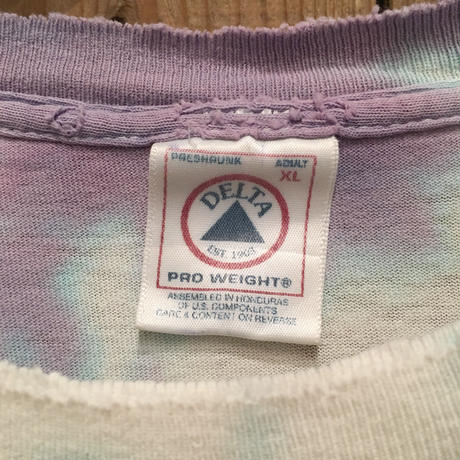 PRESHRUNK
ADULT
XL
DELTA
EST. 1903
PRO WEIGHT®
ASSEMBLED IN HONDURAS
OF U.S. COMPONENTS
CARE & CONTENT ON REVERSE